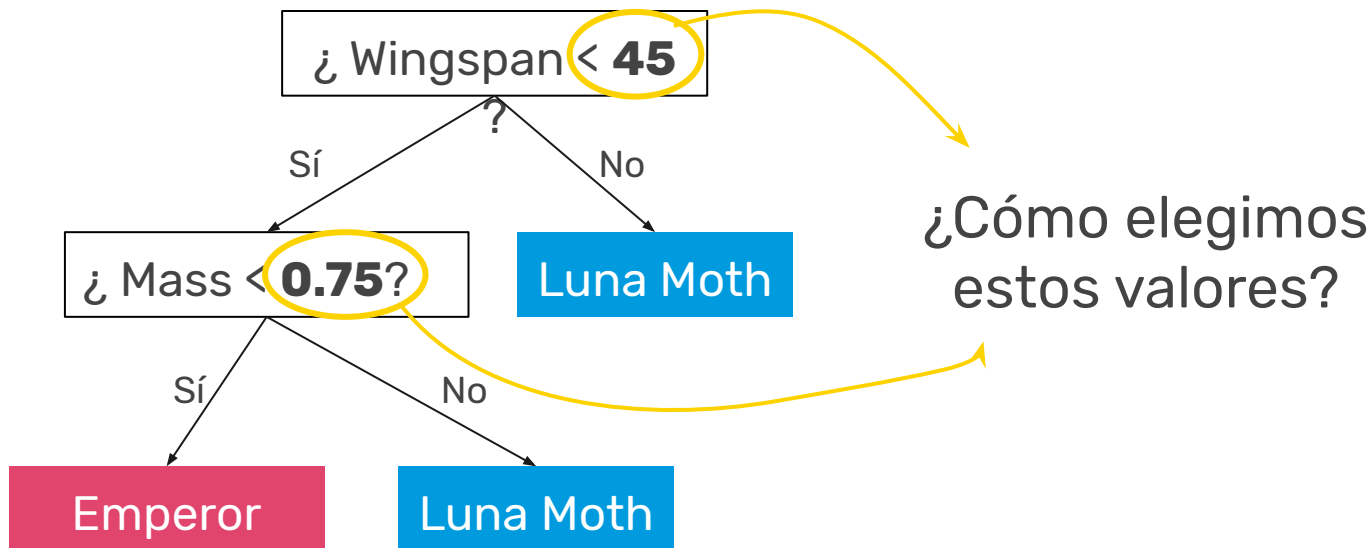 ¿ Wingspan < 45
?
Sí
No
¿Cómo elegimos
estos valores?
¿ Mass < 0.75?
Luna Moth
Sí
No
Emperor
Luna Moth